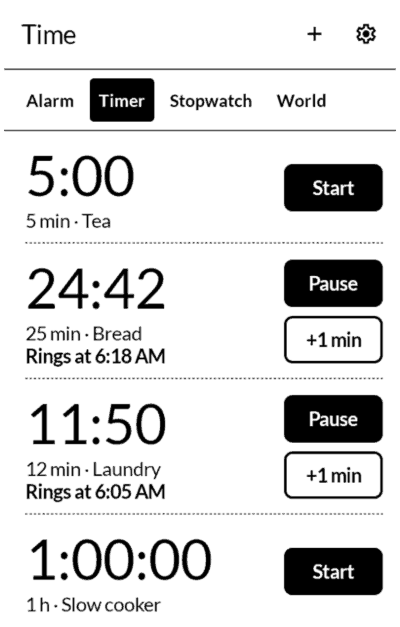 Time +
Alarm Timer Stopwatch World
5:00
Start
5 min · Tea
24:42
Pause
25 min · Bread
+1 min
Rings at 6:18 AM
11:50
Pause
12 min · Laundry
+1 min
Rings at 6:05 AM
1:00:00
Start
1 h · Slow cooker